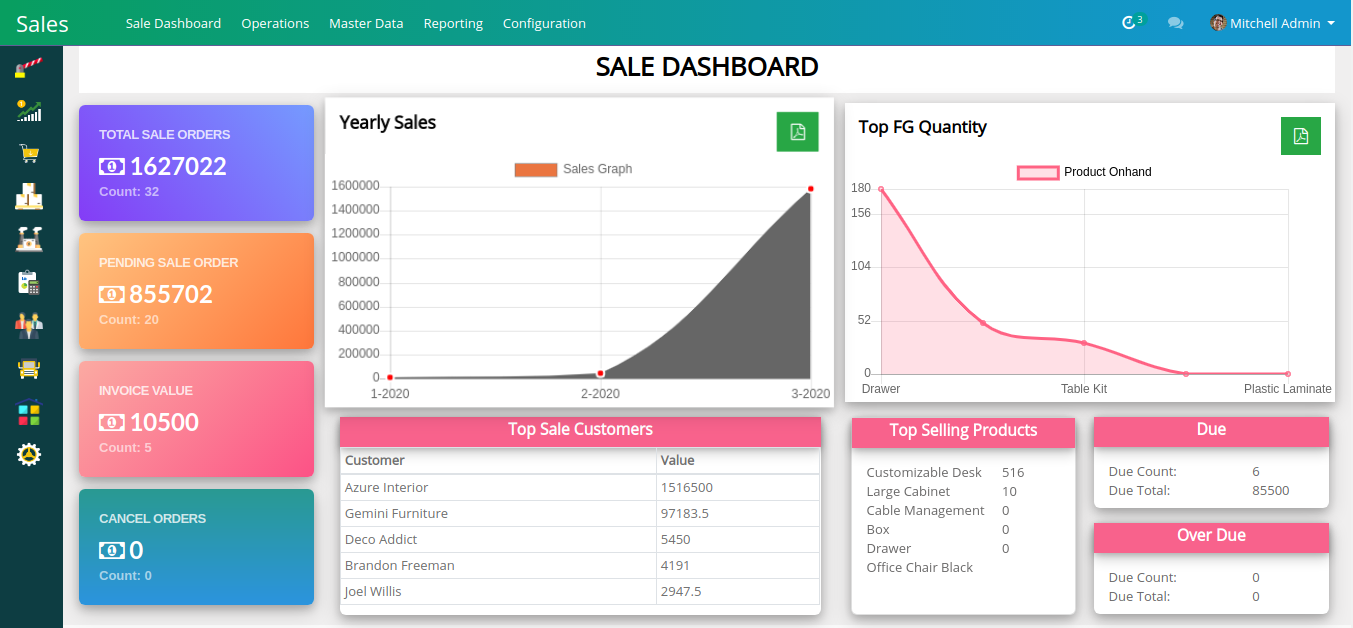 Sales Sale Dashboard Operations Master Data Reporting Configuration 3 Mitchell Admin
SALE DASHBOARD
TOTAL SALE ORDERS
1627022
Count: 32
PENDING SALE ORDER
855702
Count: 20
INVOICE VALUE
10500
Count: 5
CANCEL ORDERS
0
Count: 0
Yearly Sales
Sales Graph
1600000
1400000
1200000
1000000
800000
600000
400000
200000
0
1-2020 2-2020 3-2020
Top FG Quantity
Product Onhand
180
156
104
52
0
Drawer Table Kit Plastic Laminate
Top Sale Customers
Customer Value
Azure Interior 1516500
Gemini Furniture 97183.5
Deco Addict 5450
Brandon Freeman 4191
Joel Willis 2947.5
Top Selling Products
Customizable Desk 516
Large Cabinet 10
Cable Management 0
Box 0
Drawer 0
Office Chair Black
Due
Due Count: 6
Due Total: 85500
Over Due
Due Count: 0
Due Total: 0